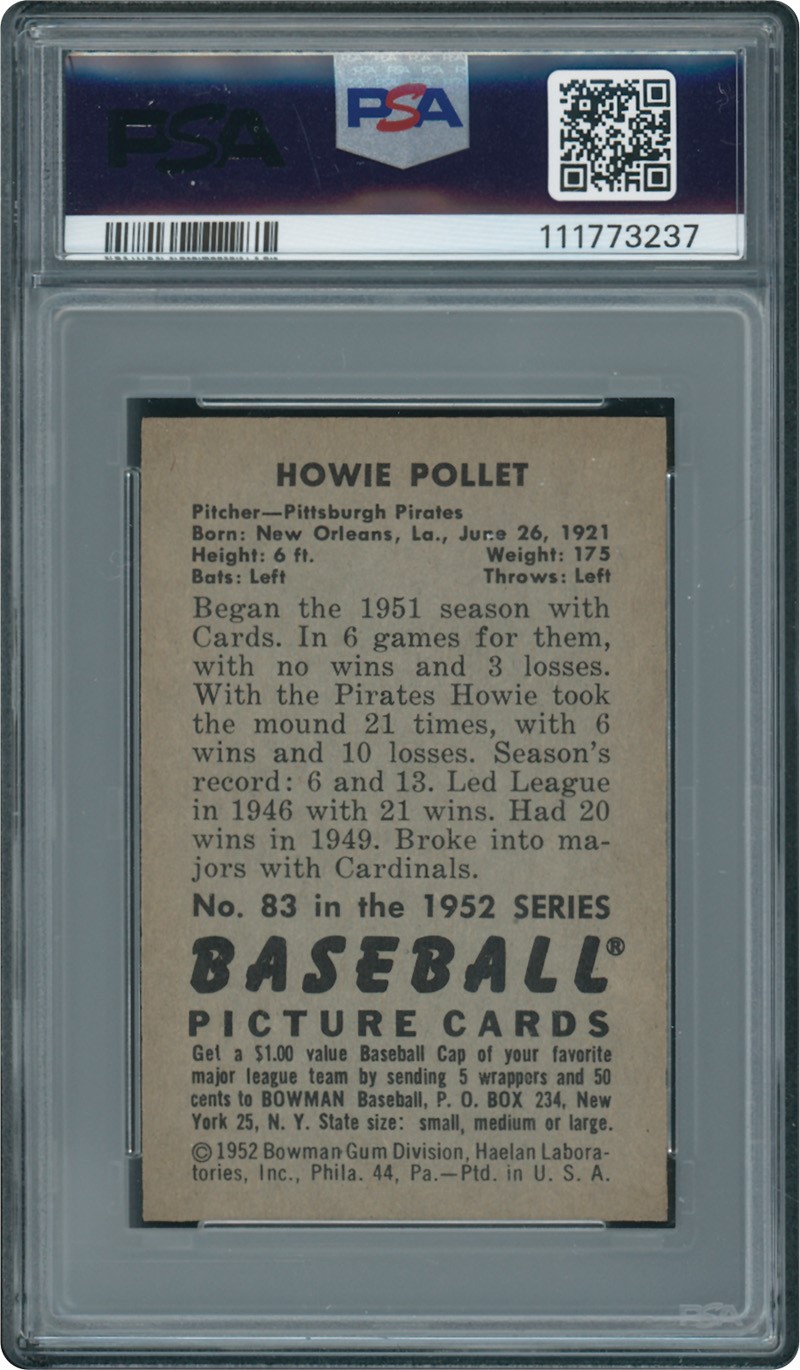 PSA
PSA
111773237
HOWIE POLLET
Pitcher—Pittsburgh Pirates
Born: New Orleans, La., June 26, 1921
Height: 6 ft. Weight: 175
Bats: Left Throws: Left
Began the 1951 season with
Cards. In 6 games for them,
with no wins and 3 losses.
With the Pirates Howie took
the mound 21 times, with 6
wins and 10 losses. Season's
record: 6 and 13. Led League
in 1946 with 21 wins. Had 20
wins in 1949. Broke into ma-
jors with Cardinals.
No. 83 in the 1952 SERIES
BASEBALL®
PICTURE CARDS
Get a $1.00 value Baseball Cap of your favorite
major league team by sending 5 wrappers and 50
cents to BOWMAN Baseball, P. O. BOX 234, New
York 25, N. Y. State size: small, medium or large.
© 1952 Bowman Gum Division, Haelan Labora-
tories, Inc., Phila. 44, Pa.—Ptd. in U. S. A.
PSA